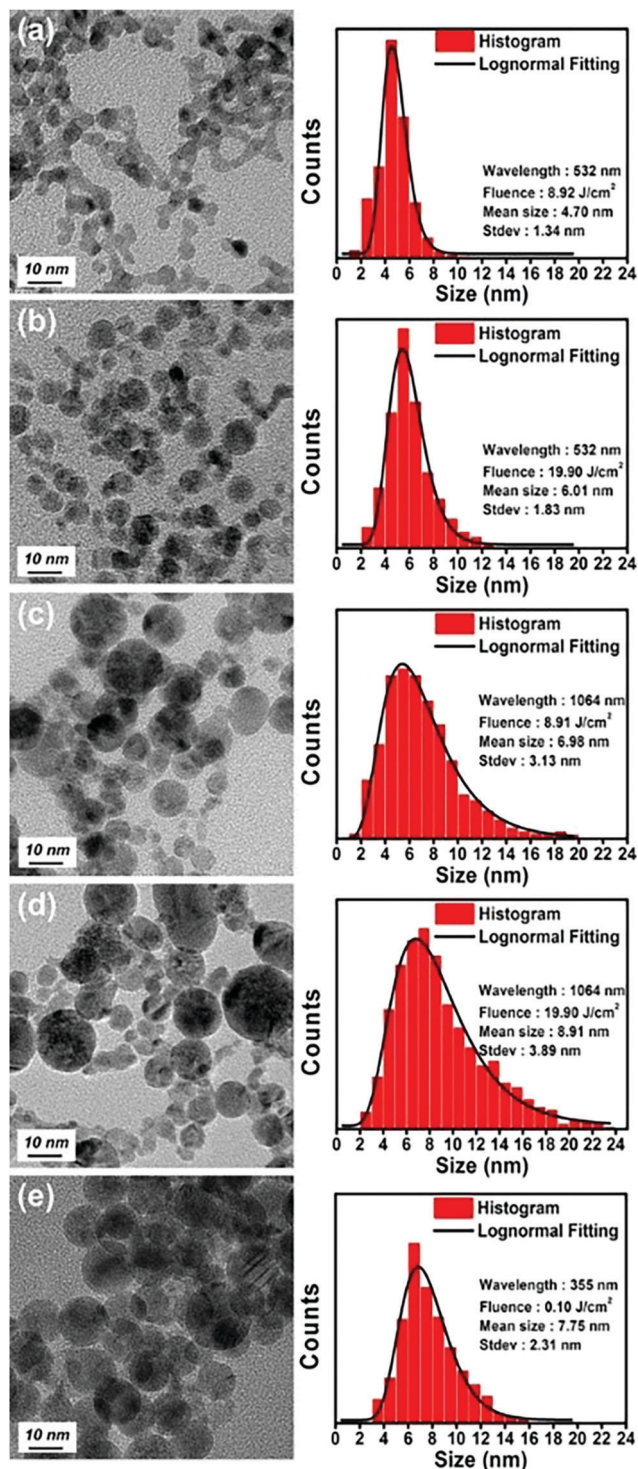 (a)
10 nm
Counts
Histogram
Lognormal Fitting
Wavelength : 532 nm
Fluence : 8.92 J/cm²
Mean size : 4.70 nm
Stdev : 1.34 nm
0 2 4 6 8 10 12 14 16 18 20 22 24
Size (nm)
(b)
10 nm
Counts
Histogram
Lognormal Fitting
Wavelength : 532 nm
Fluence : 19.90 J/cm²
Mean size : 6.01 nm
Stdev : 1.83 nm
0 2 4 6 8 10 12 14 16 18 20 22 24
Size (nm)
(c)
10 nm
Counts
Histogram
Lognormal Fitting
Wavelength : 1064 nm
Fluence : 8.91 J/cm²
Mean size : 6.98 nm
Stdev : 3.13 nm
0 2 4 6 8 10 12 14 16 18 20 22 24
Size (nm)
(d)
10 nm
Counts
Histogram
Lognormal Fitting
Wavelength : 1064 nm
Fluence : 19.90 J/cm²
Mean size : 8.91 nm
Stdev : 3.89 nm
0 2 4 6 8 10 12 14 16 18 20 22 24
Size (nm)
(e)
10 nm
Counts
Histogram
Lognormal Fitting
Wavelength : 355 nm
Fluence : 0.10 J/cm²
Mean size : 7.75 nm
Stdev : 2.31 nm
0 2 4 6 8 10 12 14 16 18 20 22 24
Size (nm)